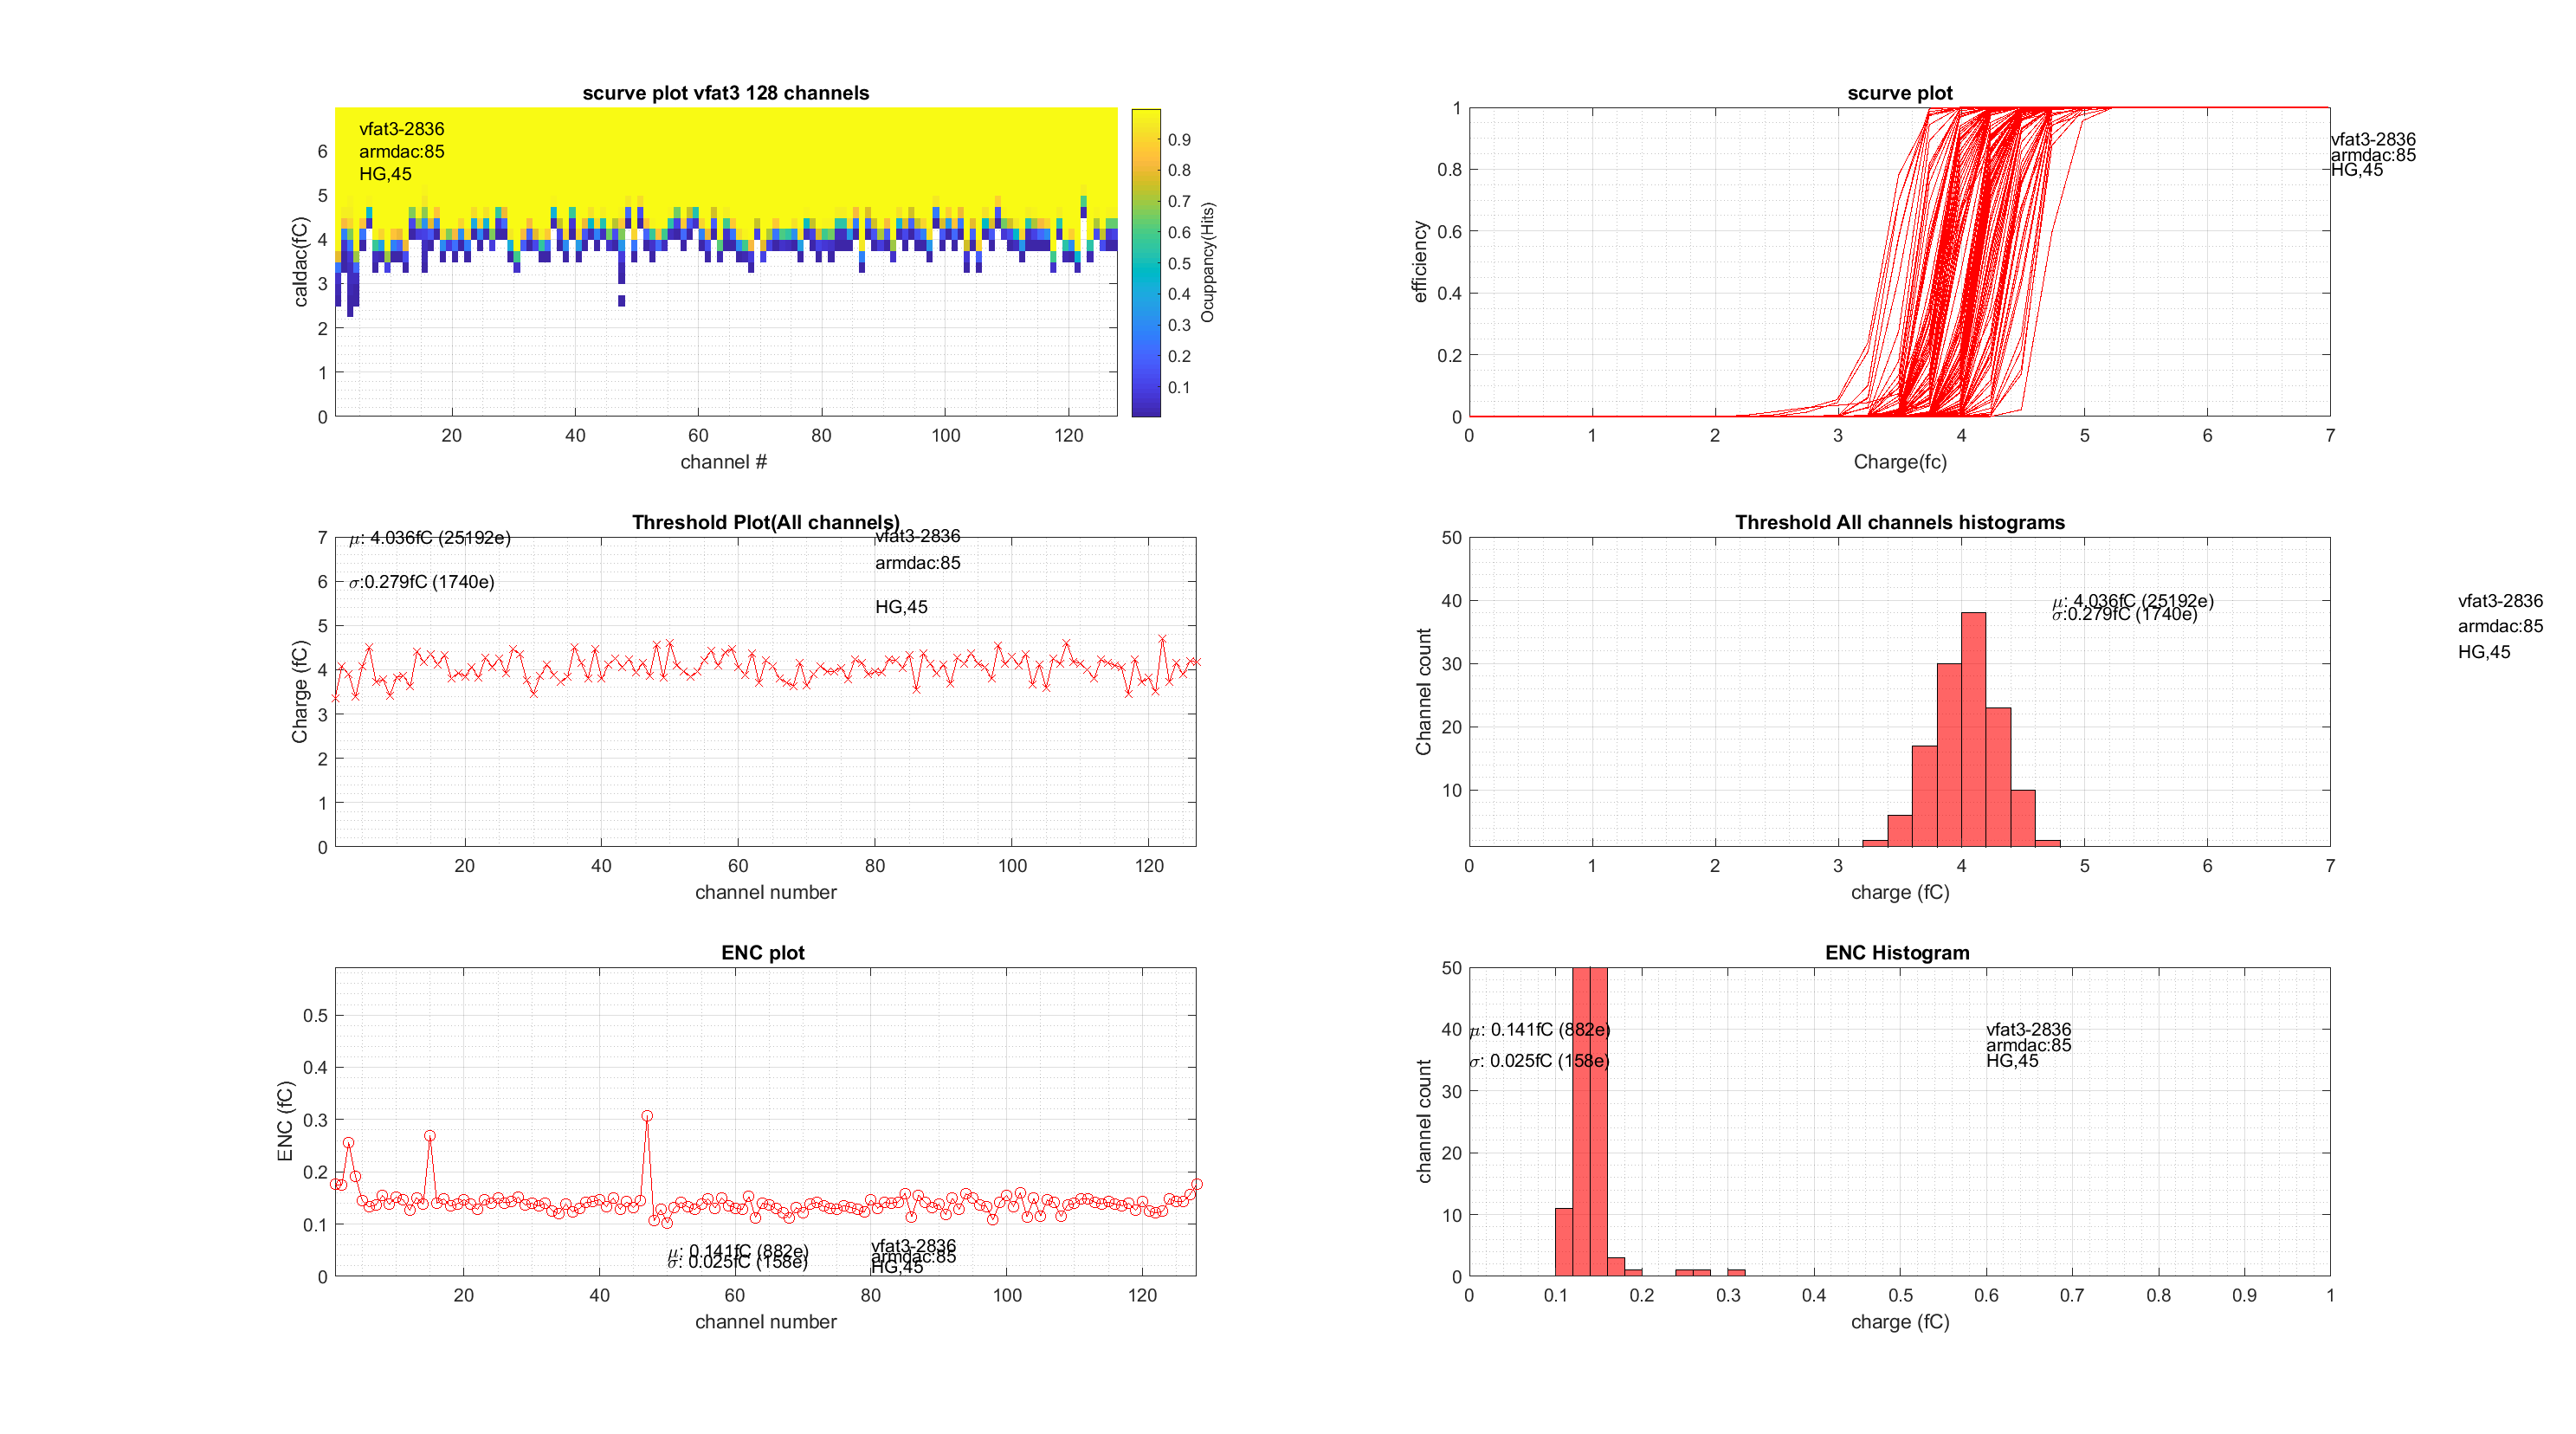 scurve plot vfat3 128 channels
vfat3-2836
armdac:85
HG,45
caldac(fC)
6
5
4
3
2
1
0
20 40 60 80 100 120
channel #
0.9
0.8
0.7
0.6
0.5
0.4
0.3
0.2
0.1
Ocuppancy(Hits)
scurve plot
vfat3-2836
armdac:85
HG,45
efficiency
1
0.8
0.6
0.4
0.2
0
0 1 2 3 4 5 6 7
Charge(fc)
Threshold Plot(All channels)
μ: 4.036fC (25192e)
σ:0.279fC (1740e)
vfat3-2836
armdac:85
HG,45
Charge (fC)
7
6
5
4
3
2
1
0
20 40 60 80 100 120
channel number
Threshold All channels histograms
μ: 4.036fC (25192e)
σ:0.279fC (1740e)
vfat3-2836
armdac:85
HG,45
Channel count
50
40
30
20
10
0 1 2 3 4 5 6 7
charge (fC)
ENC plot
ENC (fC)
0.5
0.4
0.3
0.2
0.1
0
μ: 0.141fC (882e)
σ: 0.025fC (158e)
vfat3-2836
armdac:85
HG,45
20 40 60 80 100 120
channel number
ENC Histogram
μ: 0.141fC (882e)
σ: 0.025fC (158e)
vfat3-2836
armdac:85
HG,45
channel count
50
40
30
20
10
0
0 0.1 0.2 0.3 0.4 0.5 0.6 0.7 0.8 0.9 1
charge (fC)